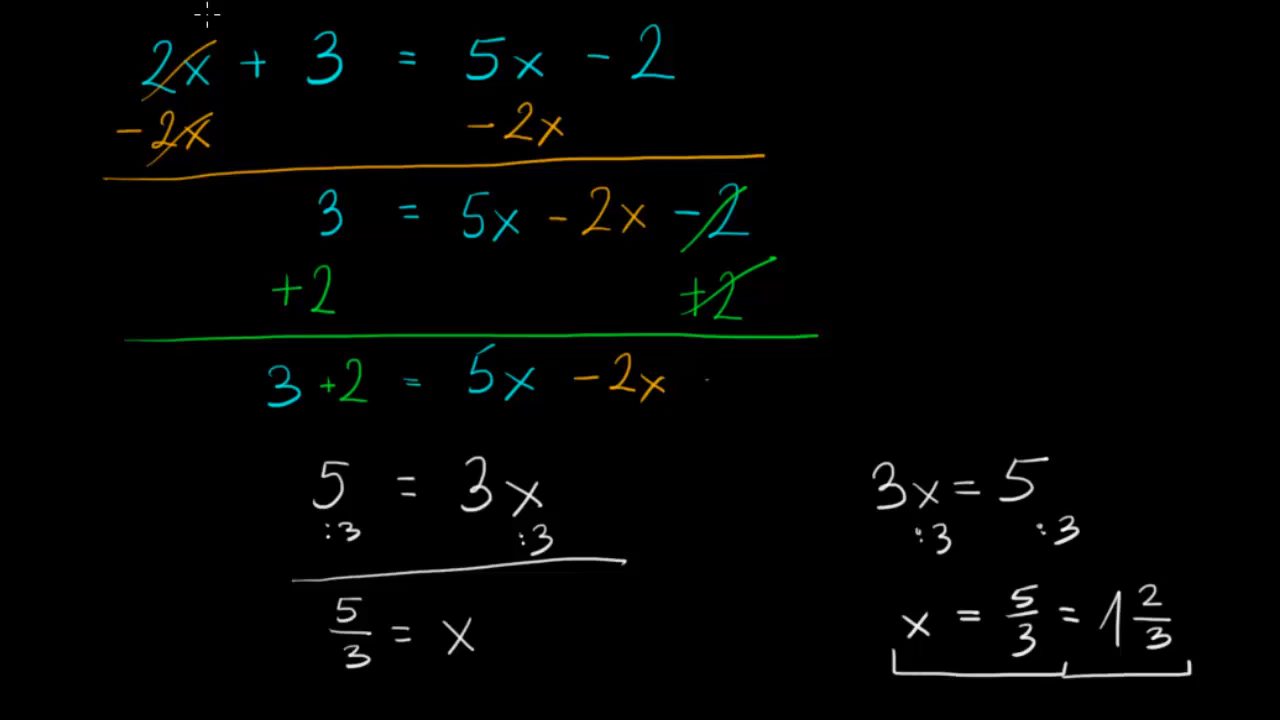 2x + 3 = 5x - 2
-2x -2x
3 = 5x - 2x - 2
+2 +2
3 + 2 = 5x - 2x
5 = 3x
:3 :3
5/3 = x
3x = 5
:3 :3
x = 5/3 = 1 2/3